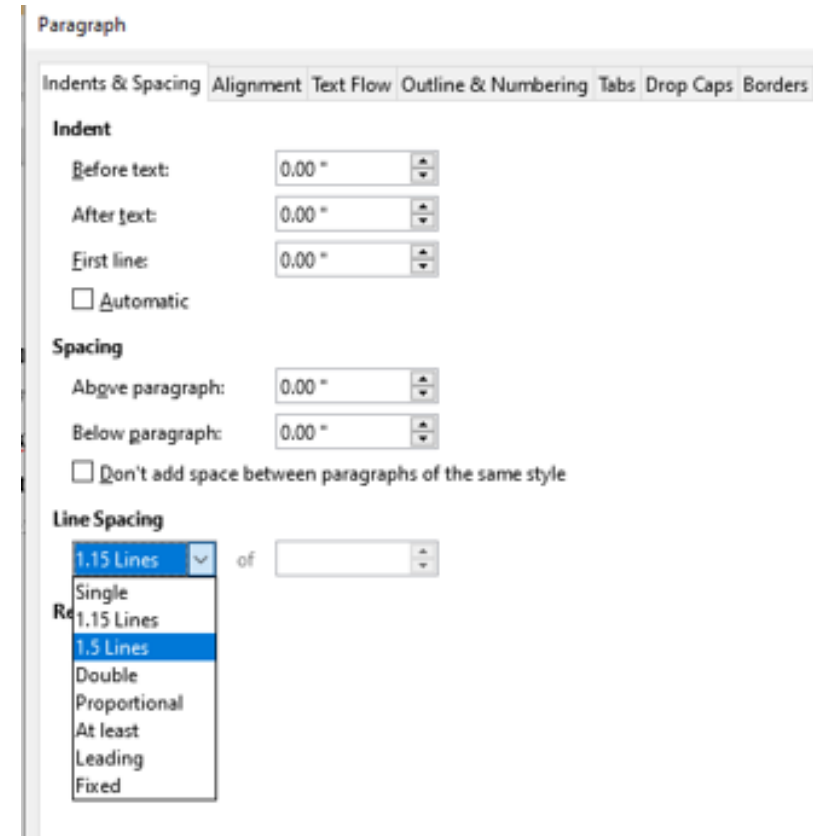 Paragraph
Indents & Spacing Alignment Text Flow Outline & Numbering Tabs Drop Caps Borders
Indent
Before text: 0.00 "
After text: 0.00 "
First line: 0.00 "
Automatic
Spacing
Above paragraph: 0.00 "
Below paragraph: 0.00 "
Don't add space between paragraphs of the same style
Line Spacing
1.15 Lines of
Single
Re
1.15 Lines
1.5 Lines
Double
Proportional
At least
Leading
Fixed